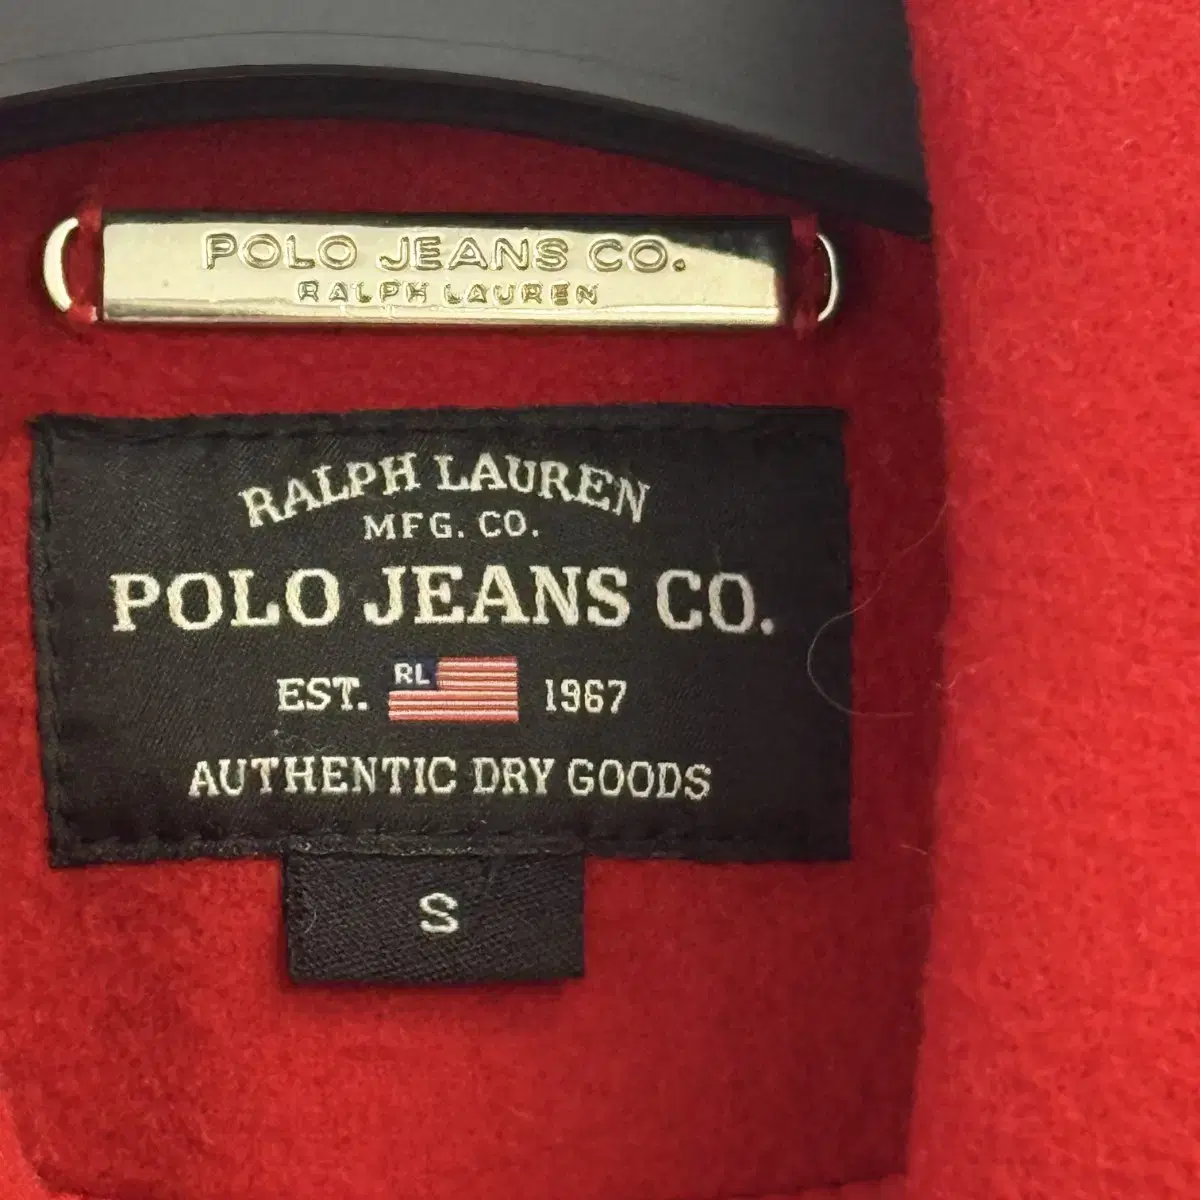 POLO JEANS CO.
RALPH LAUREN
RALPH LAUREN
MFG. CO.
POLO JEANS CO.
EST. RL 1967
AUTHENTIC DRY GOODS
S